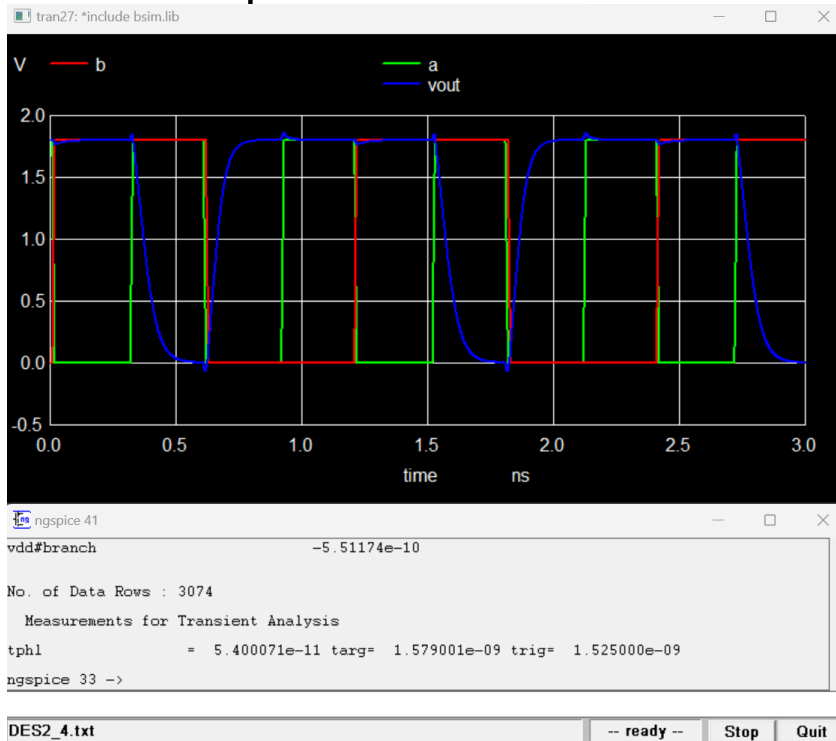 tran27: *include bsim.lib
V b a
vout
2.0
1.5
1.0
0.5
0.0
-0.5
0.0 0.5 1.0 1.5 2.0 2.5 3.0
time ns
ngspice 41
vdd#branch -5.51174e-10
No. of Data Rows : 3074
Measurements for Transient Analysis
tphl = 5.400071e-11 targ= 1.579001e-09 trig= 1.525000e-09
ngspice 33 ->
DES2_4.txt -- ready -- Stop Quit